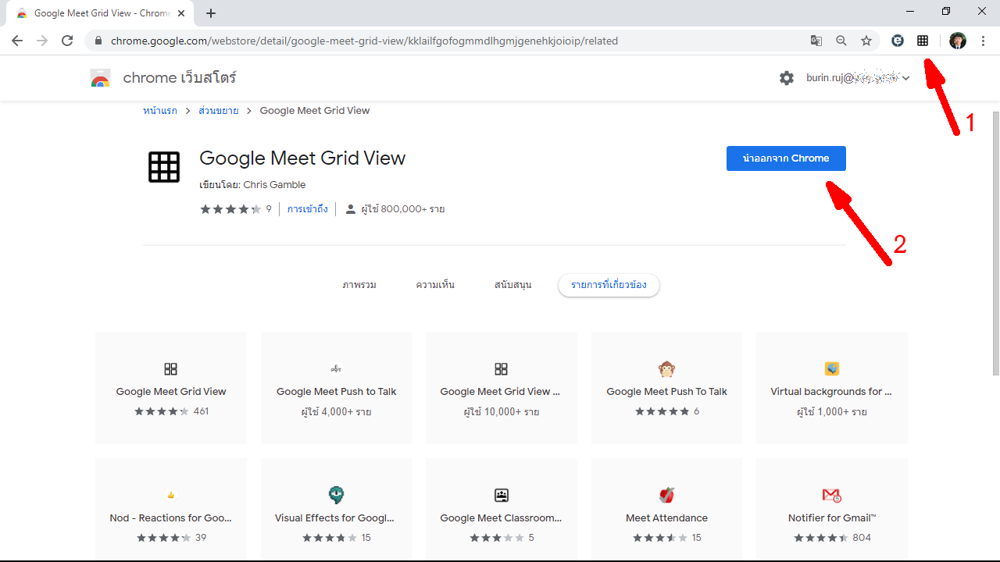 Google Meet Grid View - Chrome
chrome.google.com/webstore/detail/google-meet-grid-view/kklailfgofogmmdlhgmjgenehkjoioip/related
chrome เว็บสโตร์
burin.ruj@
1
หน้าแรก > ส่วนขยาย > Google Meet Grid View
Google Meet Grid View
นำออกจาก Chrome
เขียนโดย: Chris Gamble
9 | การเข้าถึง | ผู้ใช้ 800,000+ ราย
2
ภาพรวม ความเห็น สนับสนุน รายการที่เกี่ยวข้อง
Google Meet Grid View Google Meet Push to Talk Google Meet Grid View ... Google Meet Push To Talk Virtual backgrounds for ...
461 ผู้ใช้ 4,000+ ราย ผู้ใช้ 10,000+ ราย 6 ผู้ใช้ 1,000+ ราย
Nod - Reactions for Goo... Visual Effects for Googl... Google Meet Classroom... Meet Attendance Notifier for Gmail™
39 15 5 15 804